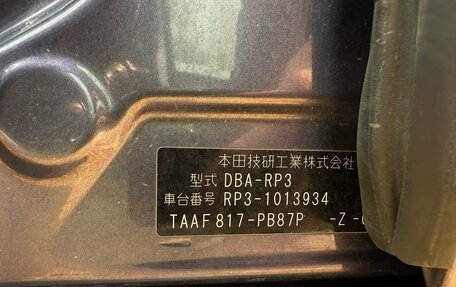 本田技研工業株式会社
型式 DBA-RP3
車台番号 RP3-1013934
TAAF817-PB87P -Z -